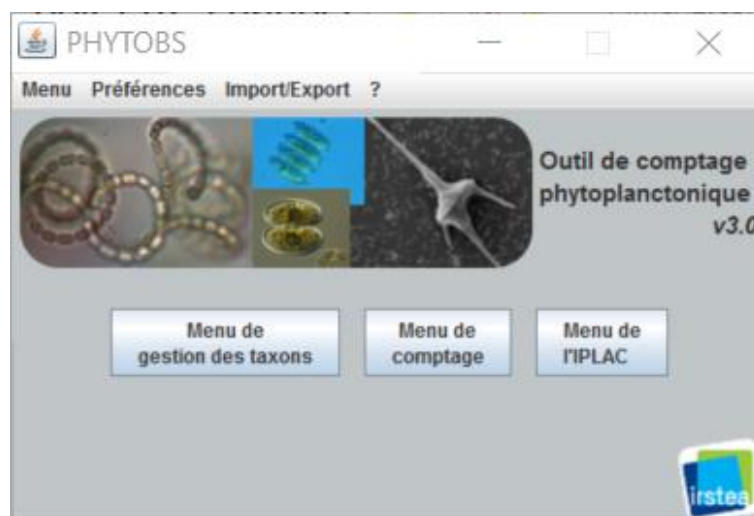 PHYTOBS
Menu Préférences Import/Export ?
Outil de comptage
phytoplanctonique
v3.0
Menu de
gestion des taxons
Menu de
comptage
Menu de
l'IPLAC
irstea